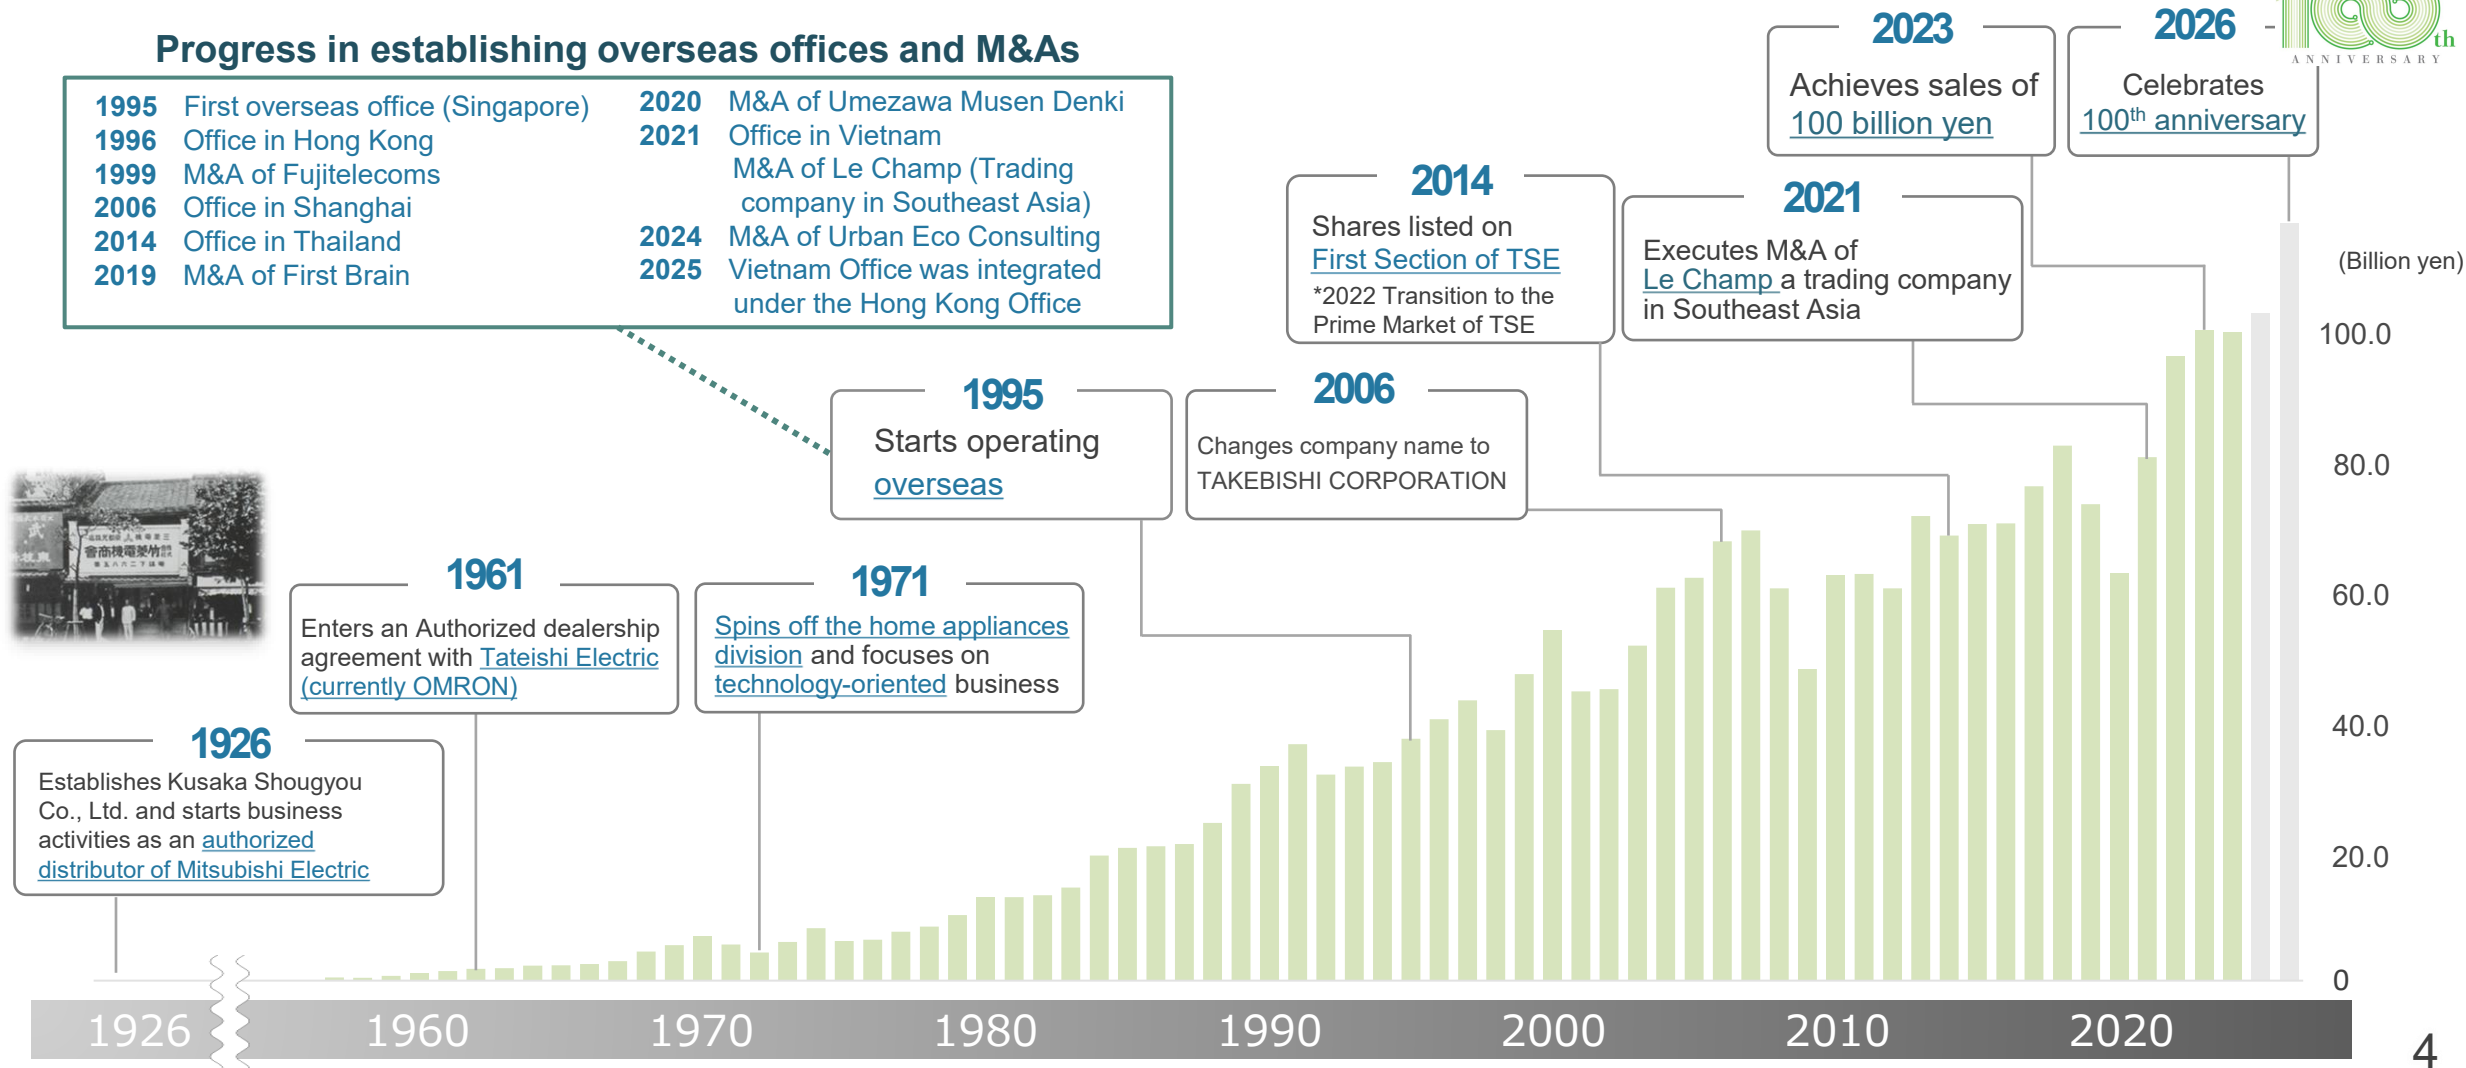 Progress in establishing overseas offices and M&As
1995 First overseas office (Singapore)
1996 Office in Hong Kong
1999 M&A of Fujitelecoms
2006 Office in Shanghai
2014 Office in Thailand
2019 M&A of First Brain
2020 M&A of Umezawa Musen Denki
2021 Office in Vietnam
M&A of Le Champ (Trading
company in Southeast Asia)
2024 M&A of Urban Eco Consulting
2025 Vietnam Office was integrated
under the Hong Kong Office
1926
Establishes Kusaka Shougyou
Co., Ltd. and starts business
activities as an authorized
distributor of Mitsubishi Electric
1961
Enters an Authorized dealership
agreement with Tateishi Electric
(currently OMRON)
1971
Spins off the home appliances
division and focuses on
technology-oriented business
1995
Starts operating
overseas
2006
Changes company name to
TAKEBISHI CORPORATION
2014
Shares listed on
First Section of TSE
*2022 Transition to the
Prime Market of TSE
2021
Executes M&A of
Le Champ a trading company
in Southeast Asia
2023
Achieves sales of
100 billion yen
2026
Celebrates
100th anniversary
100th
ANNIVERSARY
(Billion yen)
100.0
80.0
60.0
40.0
20.0
0
1926 1960 1970 1980 1990 2000 2010 2020
4